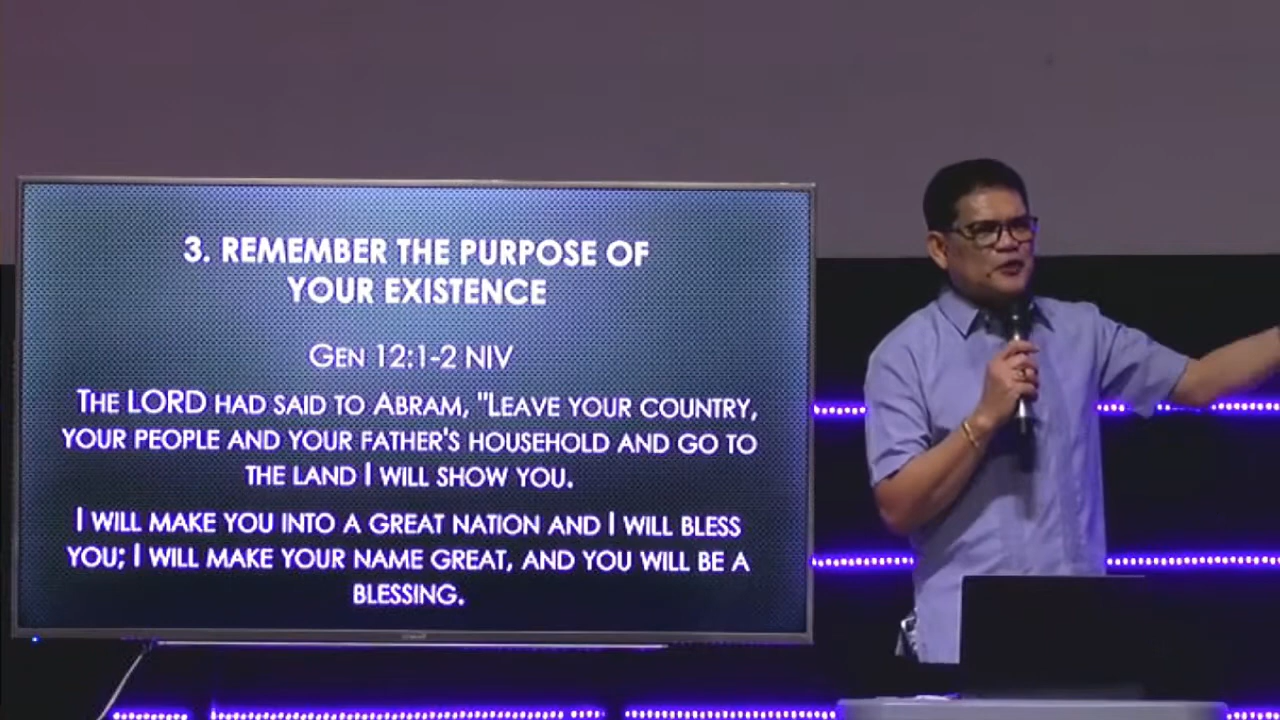 3. REMEMBER THE PURPOSE OF
YOUR EXISTENCE
GEN 12:1-2 NIV
THE LORD HAD SAID TO ABRAM, "LEAVE YOUR COUNTRY,
YOUR PEOPLE AND YOUR FATHER'S HOUSEHOLD AND GO TO
THE LAND I WILL SHOW YOU.
I WILL MAKE YOU INTO A GREAT NATION AND I WILL BLESS
YOU; I WILL MAKE YOUR NAME GREAT, AND YOU WILL BE A
BLESSING.